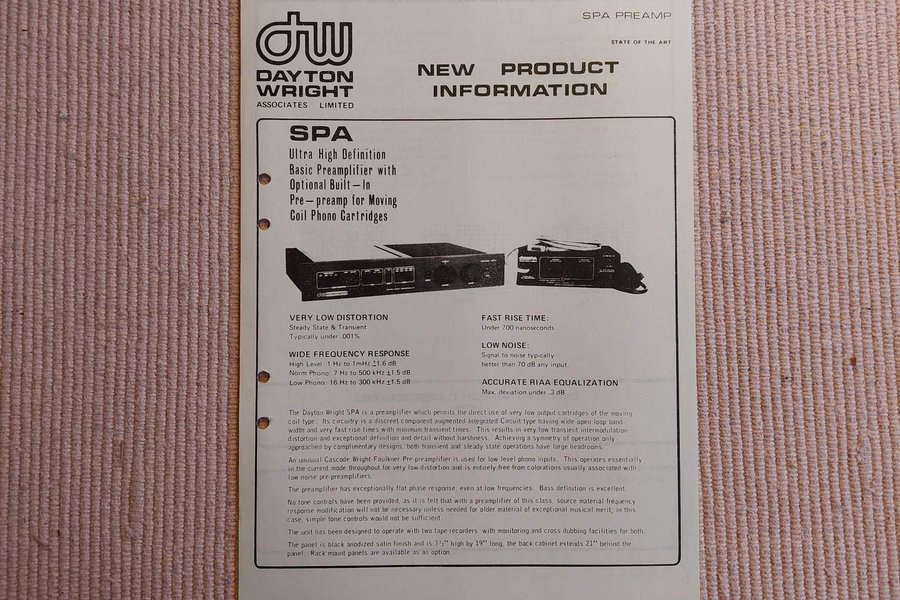 SPA PREAMP
STATE OF THE ART
dw
DAYTON
WRIGHT
ASSOCIATES LIMITED
NEW PRODUCT
INFORMATION
SPA
Ultra High Definition
Basic Preamplifier with
Optional Built-In
Pre-preamp for Moving
Coil Phono Cartridges
VERY LOW DISTORTION
Steady State & Transient
Typically under .001%
WIDE FREQUENCY RESPONSE
High Level: 1 Hz to 1mHz ±1.6 dB
Norm Phono: 7 Hz to 500 kHz ±1.5 dB
Low Phono: 16 Hz to 300 kHz ±1.5 dB
FAST RISE TIME:
Under 700 nanoseconds
LOW NOISE:
Signal to noise typically
better than 70 dB any input.
ACCURATE RIAA EQUALIZATION
Max. deviation under .3 dB
The Dayton Wright SPA is a preamplifier which permits the direct use of very low output cartridges of the moving
coil type. Its circuitry is a discreet component augmented Integrated Circuit type having wide open loop band-
width and very fast rise times with minimum transient times. This results in very low transient intermodulation
distortion and exceptional definition and detail without harshness. Achieving a symmetry of operation only
approached by complimentary designs, both transient and steady state operations have large headrooms.
An unusual Cascode Wright-Faulkner Pre-preamplifier is used for low level phono inputs. This operates essentially
in the current mode throughout for very low distortion and is entirely free from colorations usually associated with
low noise pre-preamplifiers.
The preamplifier has exceptionally flat phase response, even at low frequencies. Bass definition is excellent.
No tone controls have been provided, as it is felt that with a preamplifier of this class, source material frequency
response modification will not be necessary unless needed for older material of exceptional musical merit; in this
case, simple tone controls would not be sufficient.
The unit has been designed to operate with two tape recorders, with monitoring and cross dubbing facilities for both.
The panel is black anodized satin finish and is 3½" high by 19" long, the back cabinet extends 21" behind the
panel. Rack mount panels are available as an option.